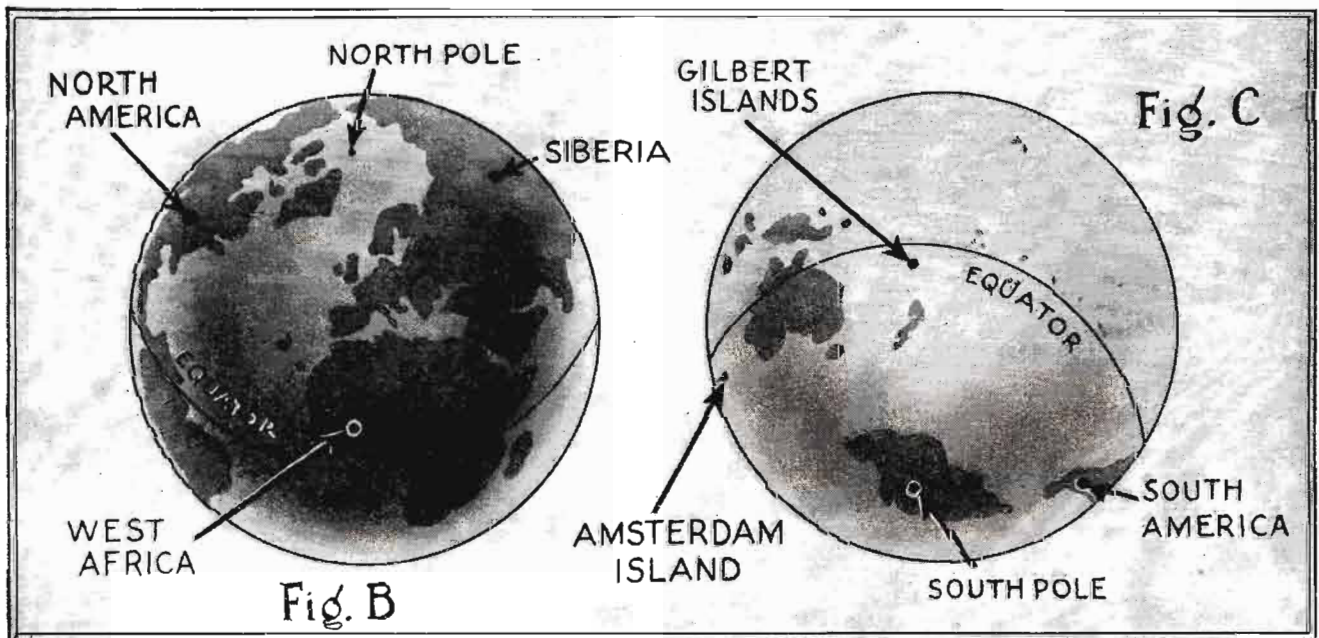 NORTH POLE
NORTH
AMERICA
SIBERIA
EQUATOR
WEST
AFRICA
Fig. B
GILBERT
ISLANDS
Fig. C
EQUATOR
AMSTERDAM
ISLAND
SOUTH
AMERICA
SOUTH POLE